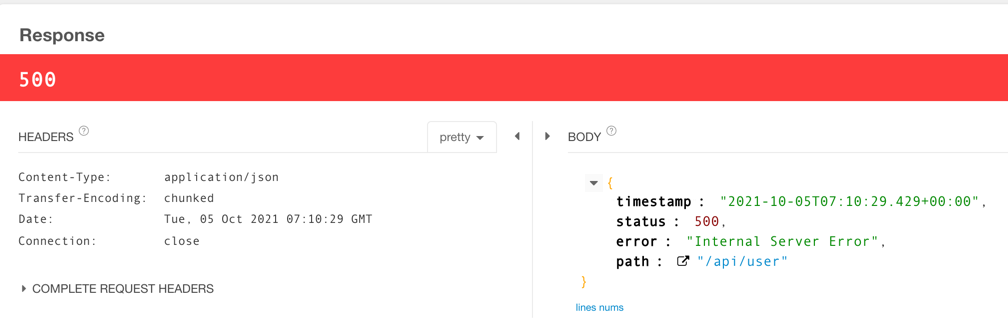 Response
500
HEADERS ?
pretty
Content-Type: application/json
Transfer-Encoding: chunked
Date: Tue, 05 Oct 2021 07:10:29 GMT
Connection: close
COMPLETE REQUEST HEADERS
BODY ?
{
timestamp : "2021-10-05T07:10:29.429+00:00",
status : 500,
error : "Internal Server Error",
path : "/api/user"
}
lines nums